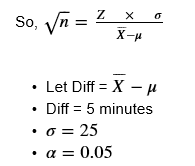 So, √n = Z × σ / X̄−μ
• Let Diff = X̄ − μ
• Diff = 5 minutes
• σ = 25
• α = 0.05